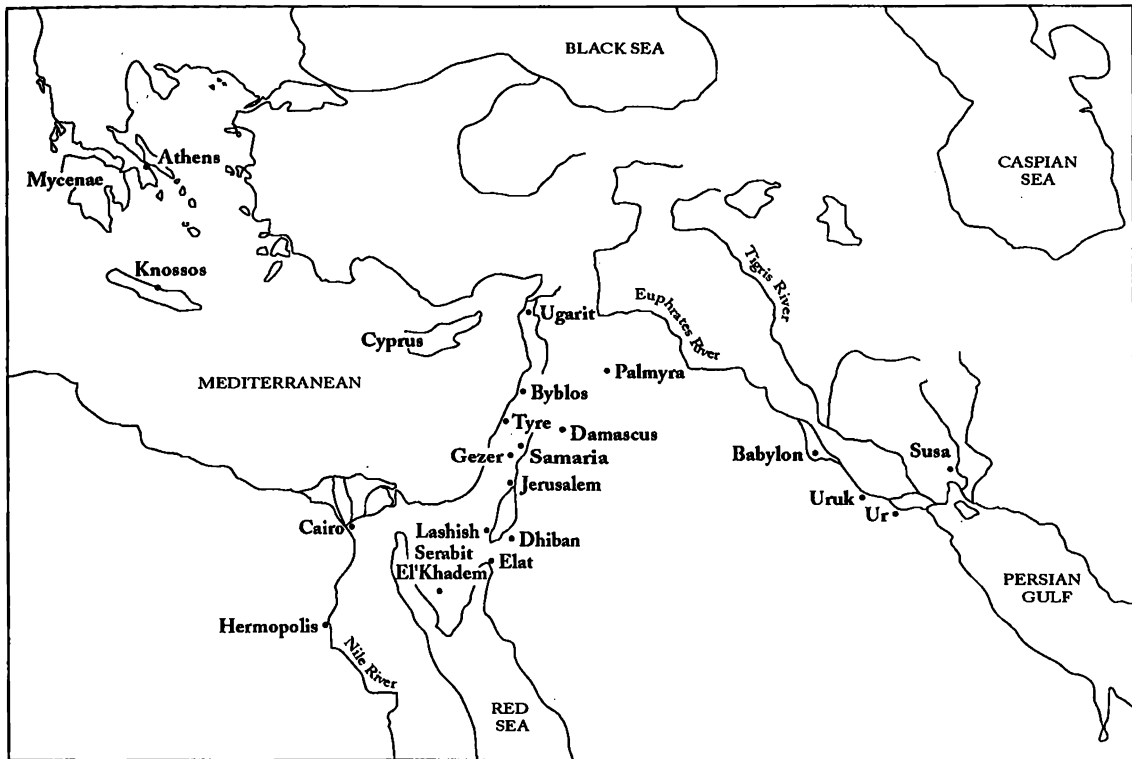 BLACK SEA
CASPIAN
SEA
Athens
Mycenae
Knossos
Tigris River
Euphrates River
Ugarit
Cyprus
MEDITERRANEAN
Palmyra
Byblos
Tyre
Damascus
Gezer
Samaria
Babylon
Susa
Jerusalem
Uruk
Ur
Cairo
Lashish
Dhiban
Serabit
El'Khadem
Elat
PERSIAN
GULF
Hermopolis
Nile River
RED
SEA